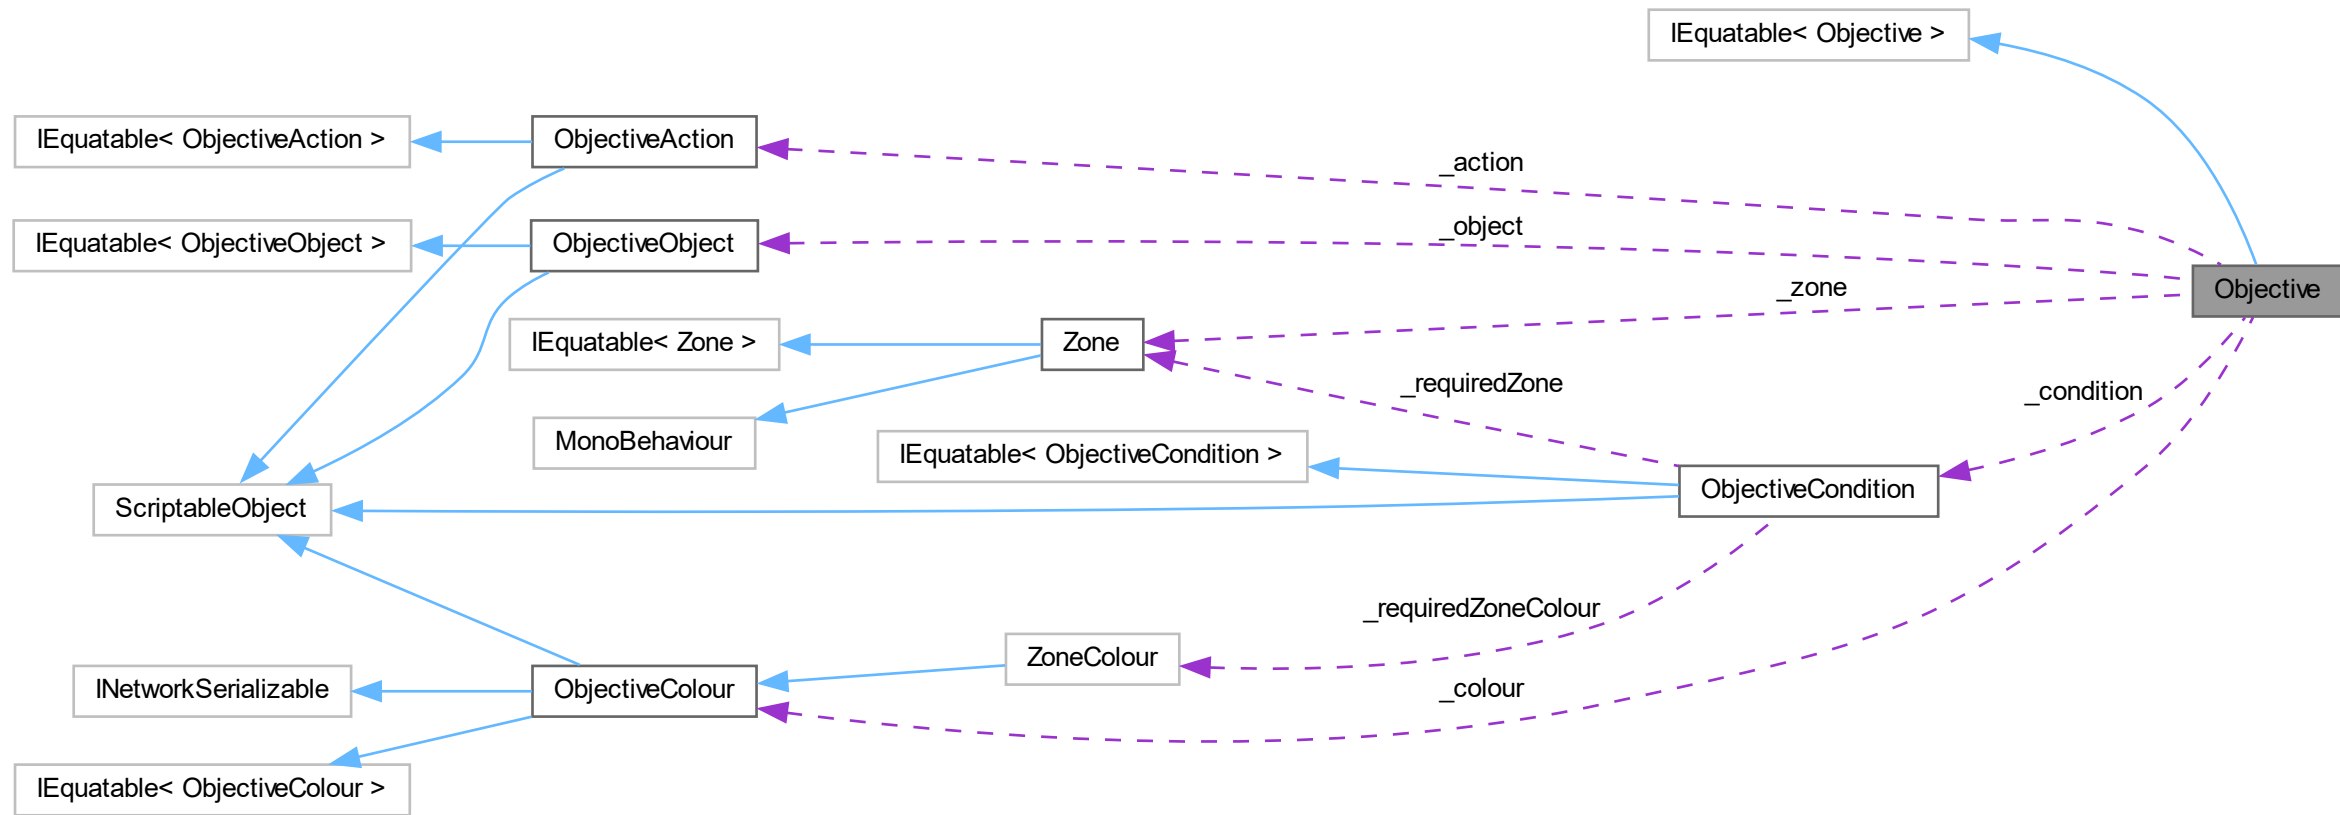 IEquatable< Objective >
IEquatable< ObjectiveAction >
ObjectiveAction
_action
IEquatable< ObjectiveObject >
ObjectiveObject
_object
Objective
_zone
IEquatable< Zone >
Zone
_requiredZone
_condition
MonoBehaviour
IEquatable< ObjectiveCondition >
ObjectiveCondition
ScriptableObject
_requiredZoneColour
ZoneColour
INetworkSerializable
ObjectiveColour
_colour
IEquatable< ObjectiveColour >